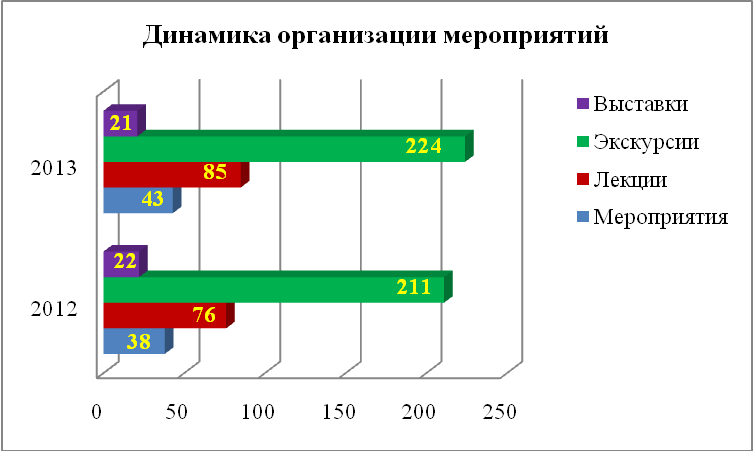 Динамика организации мероприятий
21
224
2013
85
43
22
211
2012
76
38
0 50 100 150 200 250
Выставки
Экскурсии
Лекции
Мероприятия